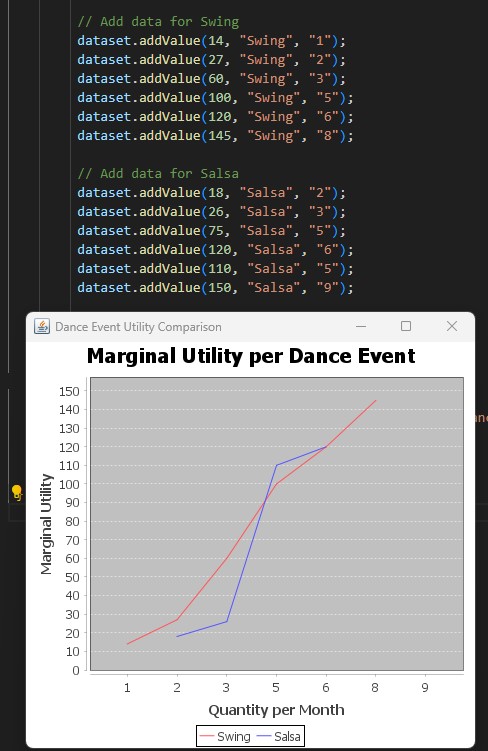 // Add data for Swing
dataset.addValue(14, "Swing", "1");
dataset.addValue(27, "Swing", "2");
dataset.addValue(60, "Swing", "3");
dataset.addValue(100, "Swing", "5");
dataset.addValue(120, "Swing", "6");
dataset.addValue(145, "Swing", "8");
// Add data for Salsa
dataset.addValue(18, "Salsa", "2");
dataset.addValue(26, "Salsa", "3");
dataset.addValue(75, "Salsa", "5");
dataset.addValue(120, "Salsa", "6");
dataset.addValue(110, "Salsa", "5");
dataset.addValue(150, "Salsa", "9");
Dance Event Utility Comparison
Marginal Utility per Dance Event
Marginal Utility
150
140
130
120
110
100
90
80
70
60
50
40
30
20
10
0
1 2 3 5 6 8 9
Quantity per Month
Swing Salsa